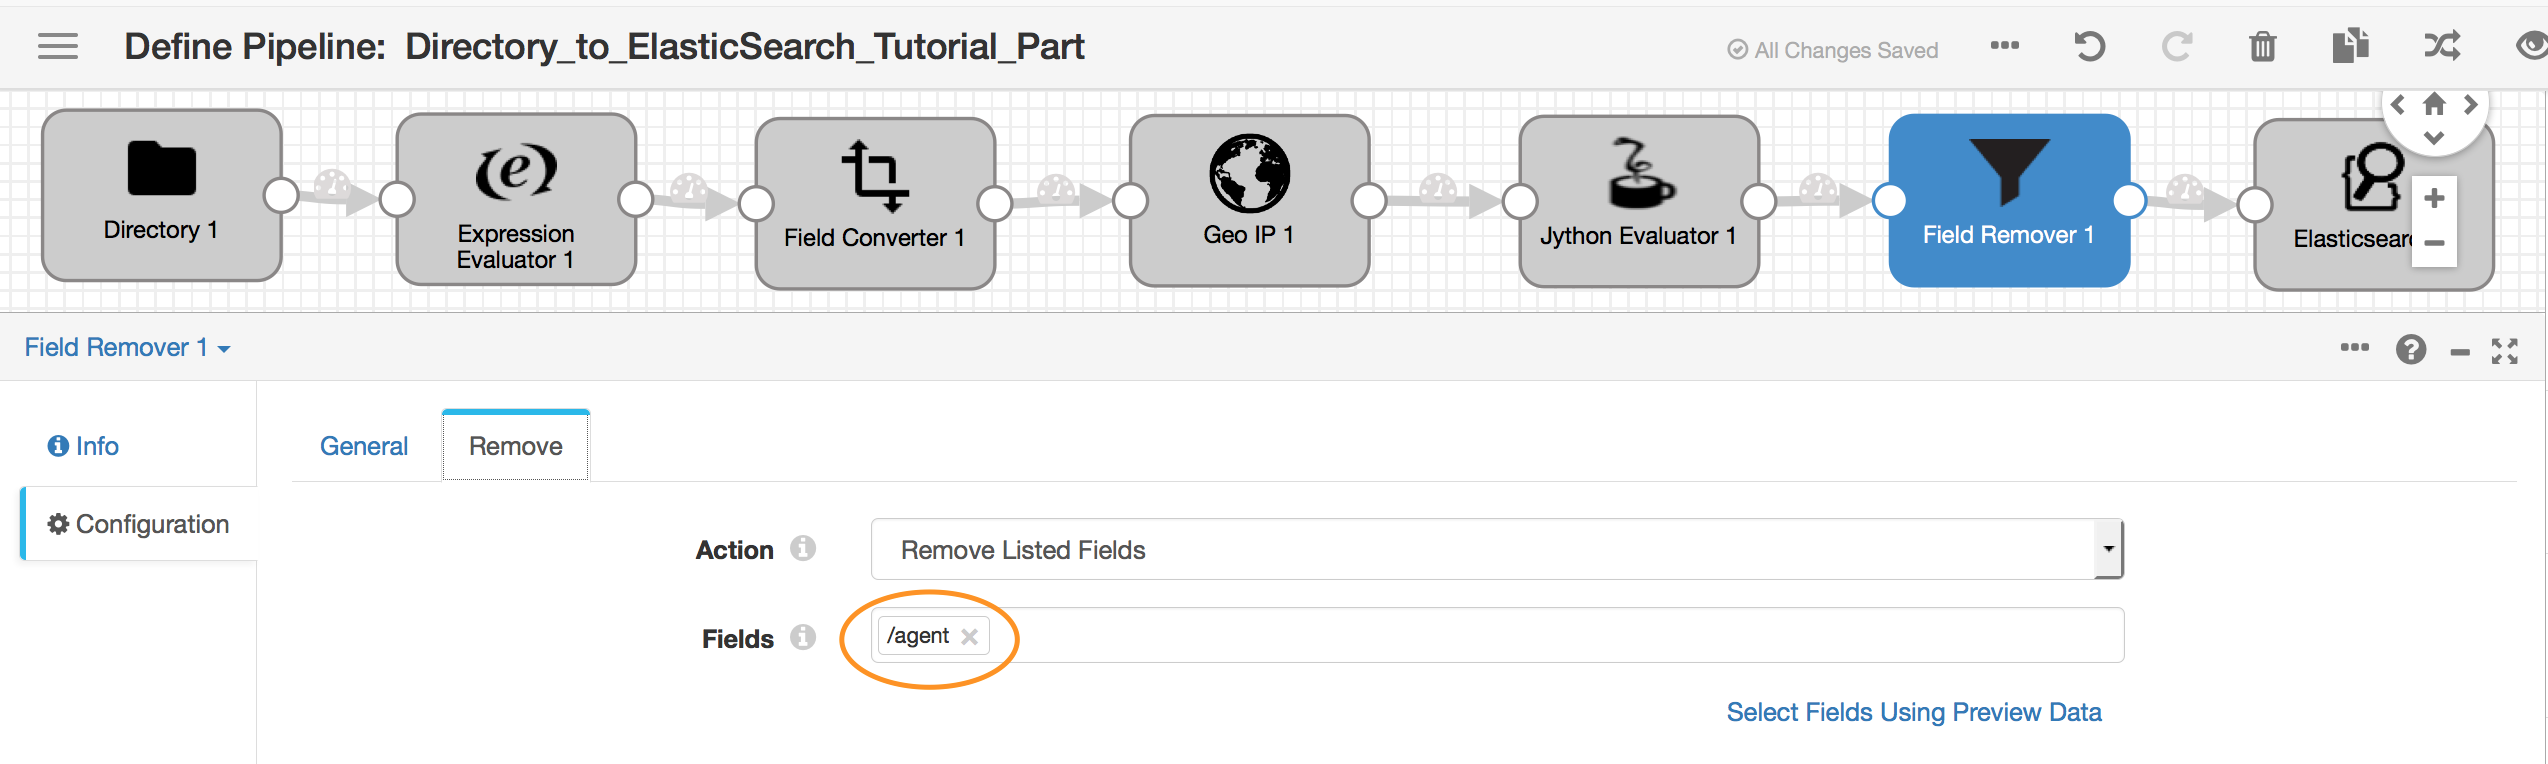 Define Pipeline: Directory_to_ElasticSearch_Tutorial_Part
All Changes Saved
Directory 1
Expression
Evaluator 1
Field Converter 1
Geo IP 1
Jython Evaluator 1
Field Remover 1
Elasticsear
Field Remover 1
Info
Configuration
General
Remove
Action
Remove Listed Fields
Fields
/agent
Select Fields Using Preview Data